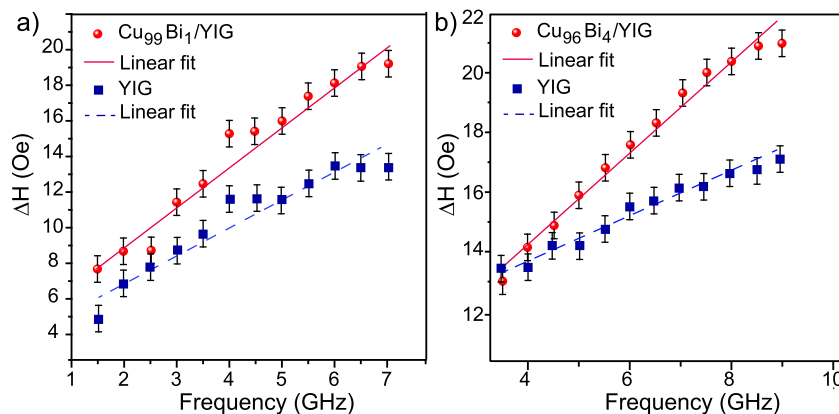 a)
Cu99Bi1/YIG
Linear fit
YIG
Linear fit
ΔH (Oe)
20
18
16
14
12
10
8
6
4
1 2 3 4 5 6 7
Frequency (GHz)
b)
Cu96Bi4/YIG
Linear fit
YIG
Linear fit
ΔH (Oe)
22
20
18
16
14
12
4 6 8 10
Frequency (GHz)